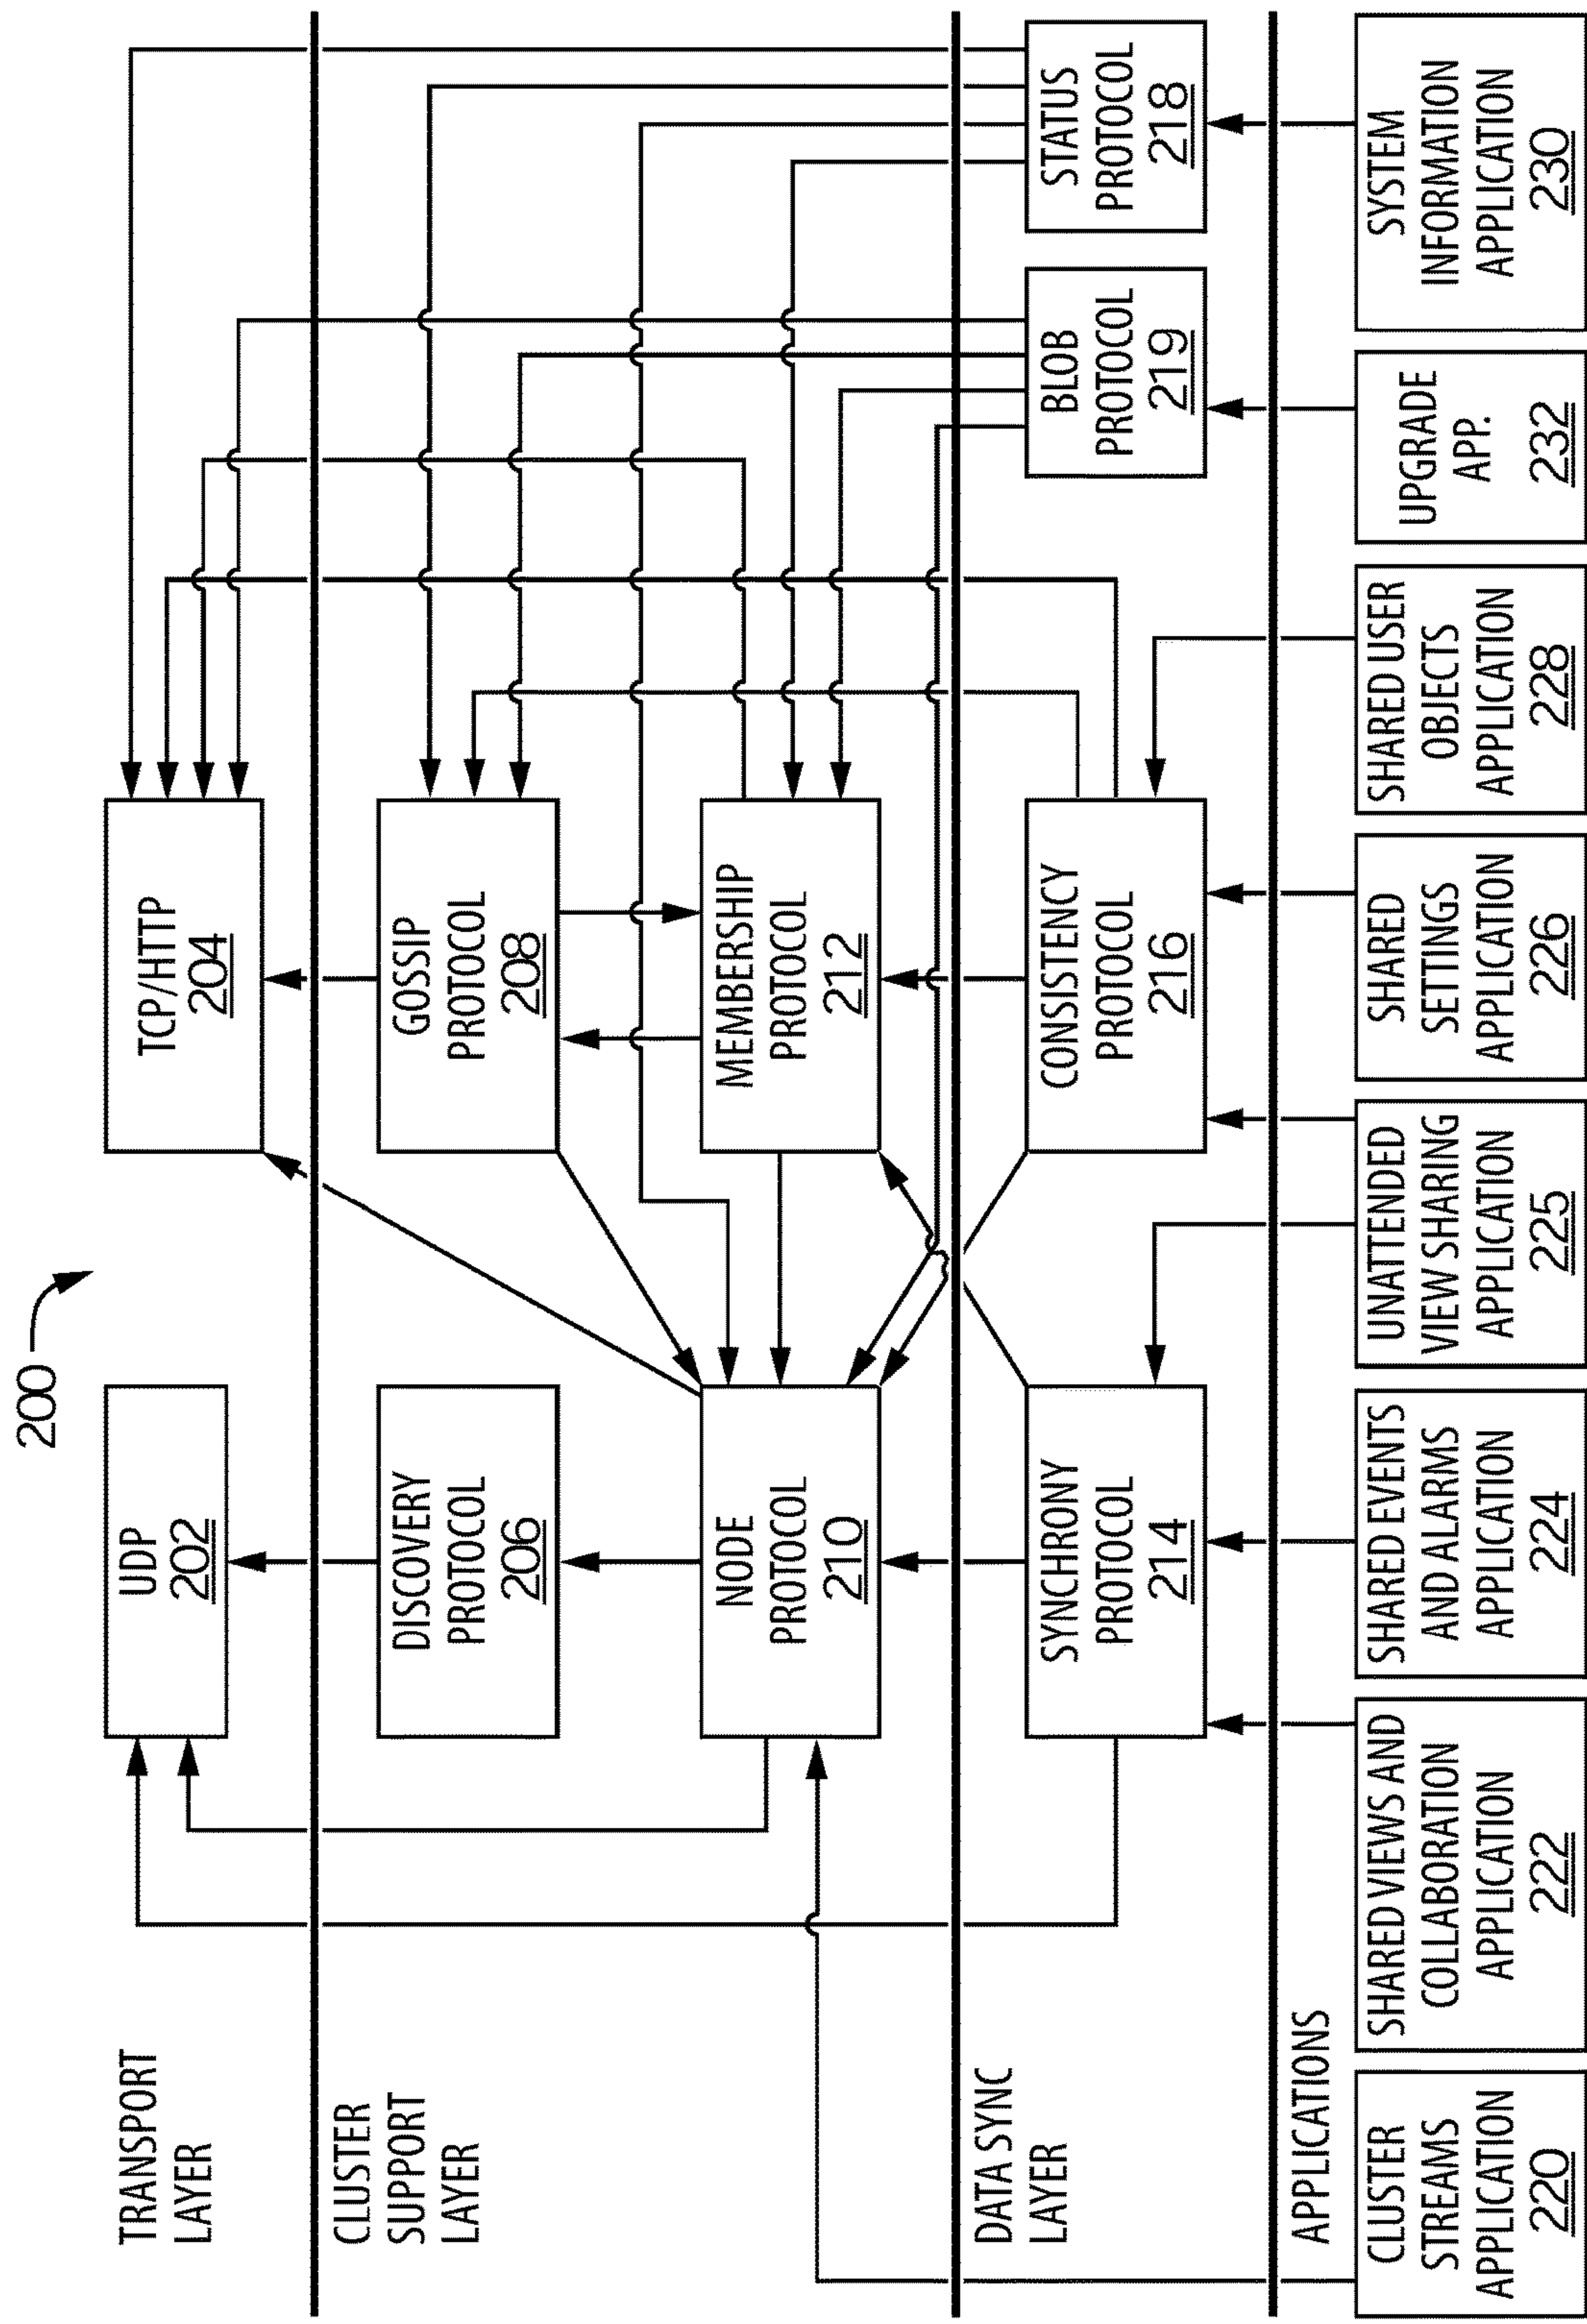 200
TRANSPORT
LAYER
UDP
202
TCP/HTTP
204
CLUSTER
SUPPORT
LAYER
DISCOVERY
PROTOCOL
206
GOSSIP
PROTOCOL
208
NODE
PROTOCOL
210
MEMBERSHIP
PROTOCOL
212
DATA SYNC
LAYER
SYNCHRONY
PROTOCOL
214
CONSISTENCY
PROTOCOL
216
BLOB
PROTOCOL
219
STATUS
PROTOCOL
218
APPLICATIONS
CLUSTER
STREAMS
APPLICATION
220
SHARED VIEWS AND
COLLABORATION
APPLICATION
222
SHARED EVENTS
AND ALARMS
APPLICATION
224
UNATTENDED
VIEW SHARING
APPLICATION
225
SHARED
SETTINGS
APPLICATION
226
SHARED USER
OBJECTS
APPLICATION
228
UPGRADE
APP.
232
SYSTEM
INFORMATION
APPLICATION
230